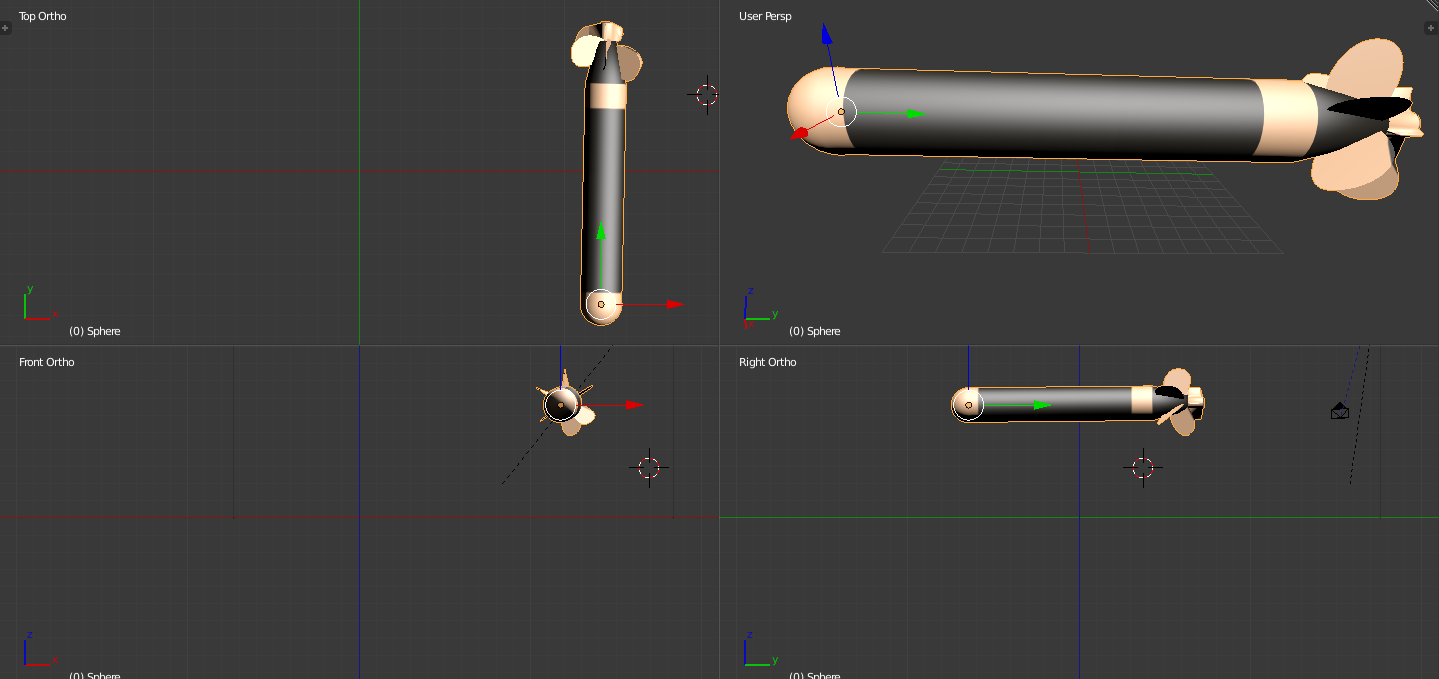 Top Ortho
y
x
(0) Sphere
User Persp
z
y
x
(0) Sphere
Front Ortho
z
x
(0) Sphere
Right Ortho
z
y
(0) Sphere